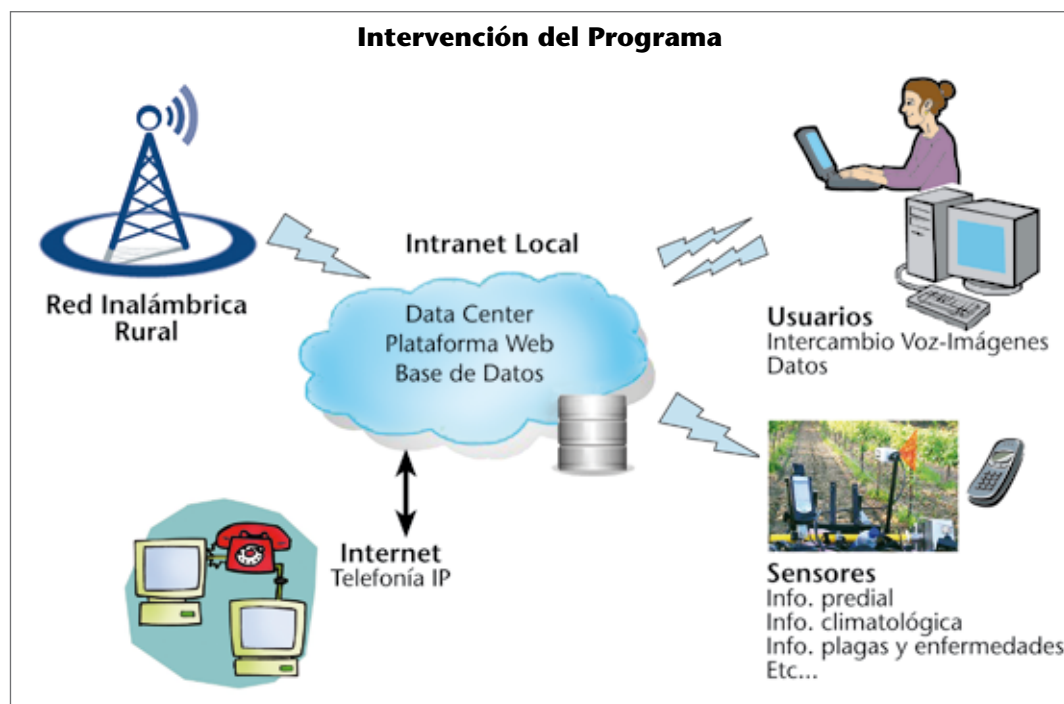 Intervención del Programa
Red Inalámbrica
Rural
Intranet Local
Data Center
Plataforma Web
Base de Datos
Usuarios
Intercambio Voz-Imágenes
Datos
Internet
Telefonía IP
Sensores
Info. predial
Info. climatológica
Info. plagas y enfermedades
Etc...